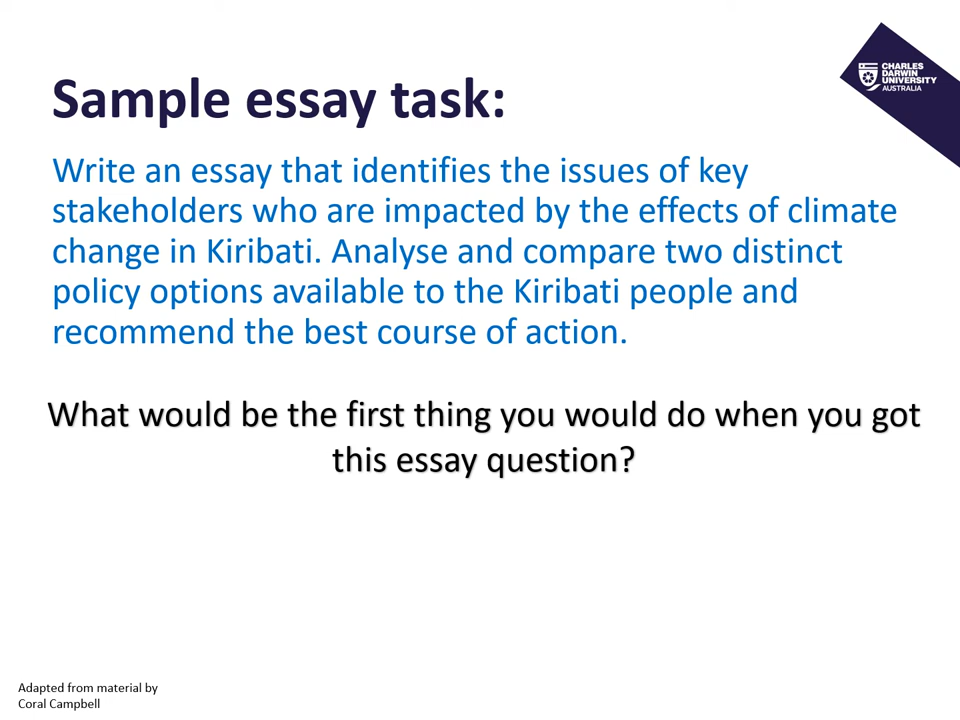 CHARLES
DARWIN
UNIVERSITY
AUSTRALIA
Sample essay task:
Write an essay that identifies the issues of key
stakeholders who are impacted by the effects of climate
change in Kiribati. Analyse and compare two distinct
policy options available to the Kiribati people and
recommend the best course of action.
What would be the first thing you would do when you got
this essay question?
Adapted from material by
Coral Campbell